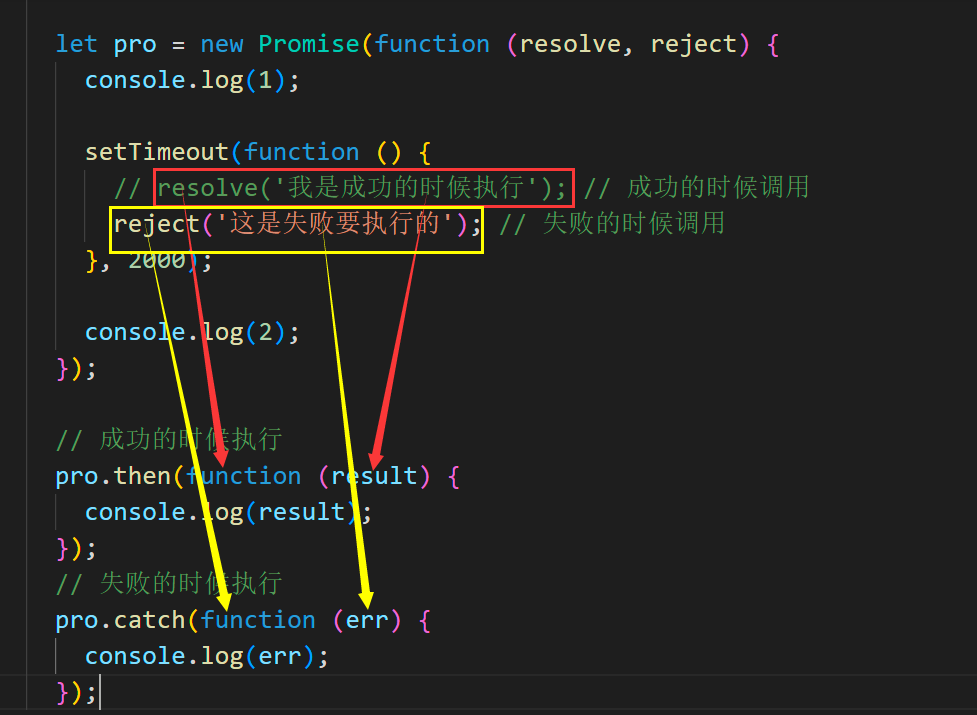 let pro = new Promise(function (resolve, reject) {
console.log(1);
setTimeout(function () {
// resolve('我是成功的时候执行'); // 成功的时候调用
reject('这是失败要执行的'); // 失败的时候调用
}, 2000);
console.log(2);
});
// 成功的时候执行
pro.then(function (result) {
console.log(result);
});
// 失败的时候执行
pro.catch(function (err) {
console.log(err);
});